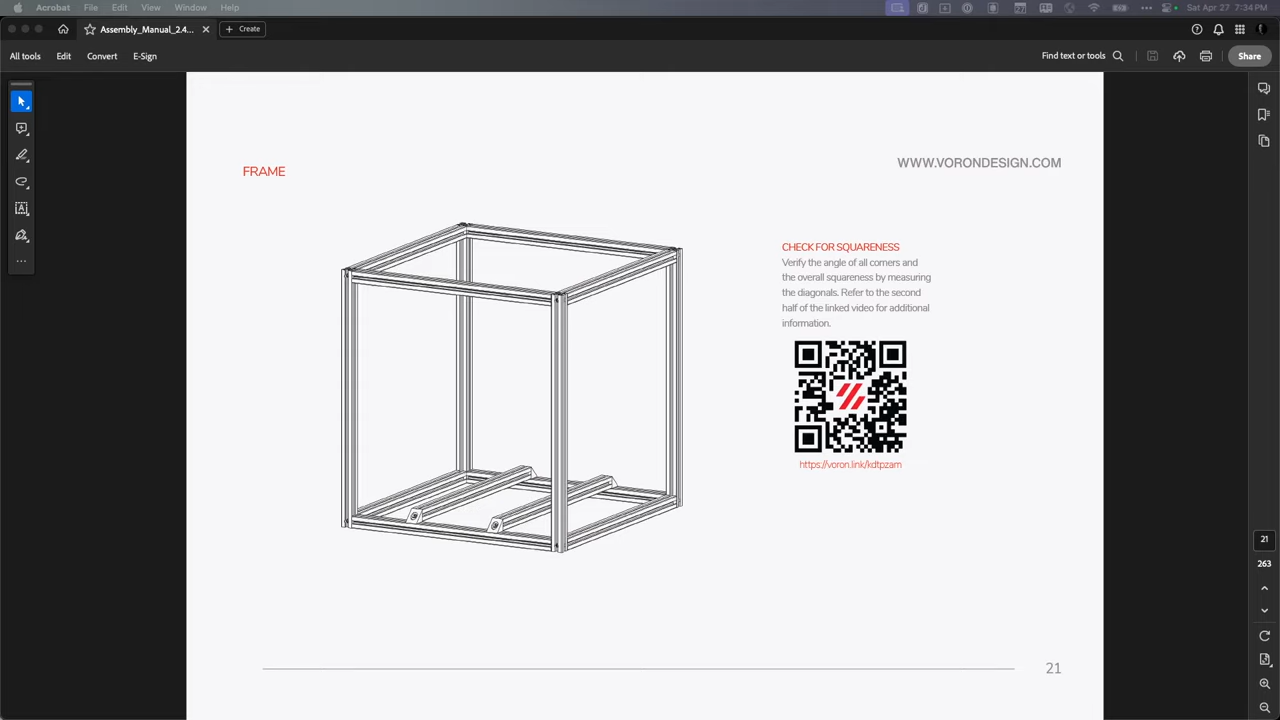 Acrobat File Edit View Window Help
Sat Apr 27 7:34 PM
Assembly_Manual_2.4...
Create
All tools Edit Convert E-Sign
Find text or tools
Share
FRAME
WWW.VORONDESIGN.COM
CHECK FOR SQUARENESS
Verify the angle of all corners and
the overall squareness by measuring
the diagonals. Refer to the second
half of the linked video for additional
information.
https://voron.link/kdtpzam
21
263
21